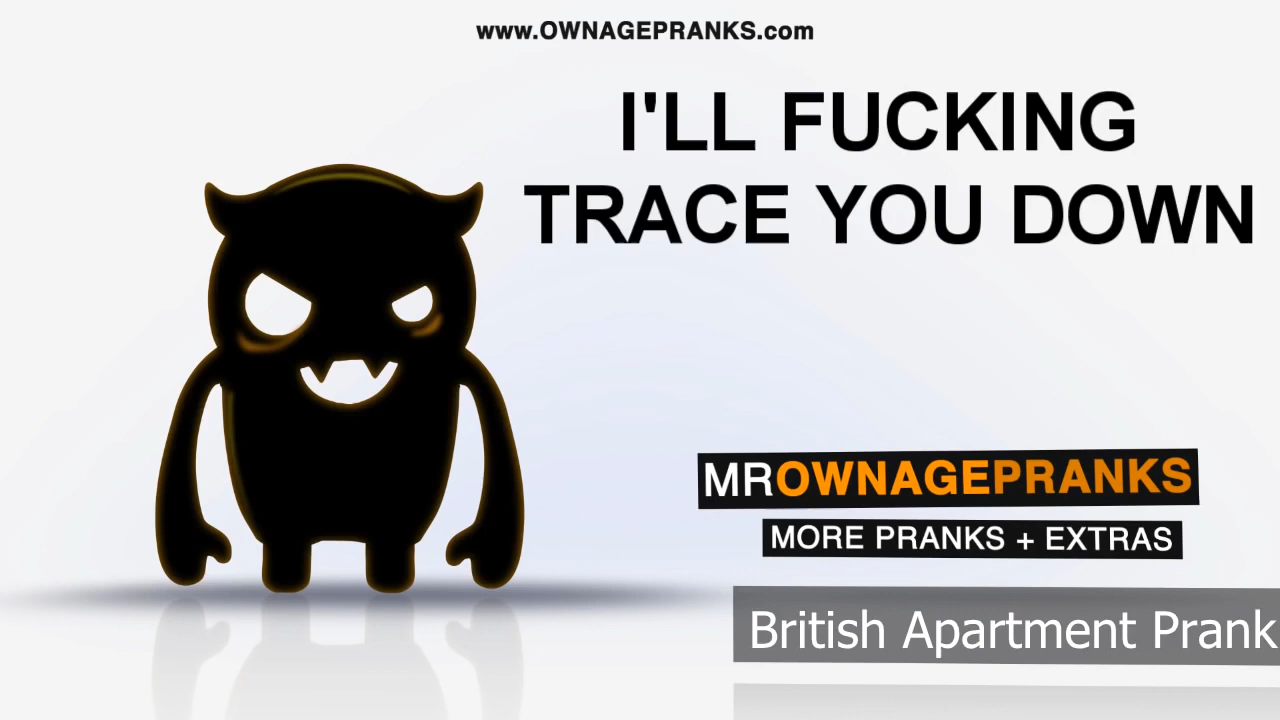 www.OWNAGEPRANKS.com
I'LL FUCKING
TRACE YOU DOWN
MROWNAGEPRANKS
MORE PRANKS + EXTRAS
British Apartment Prank